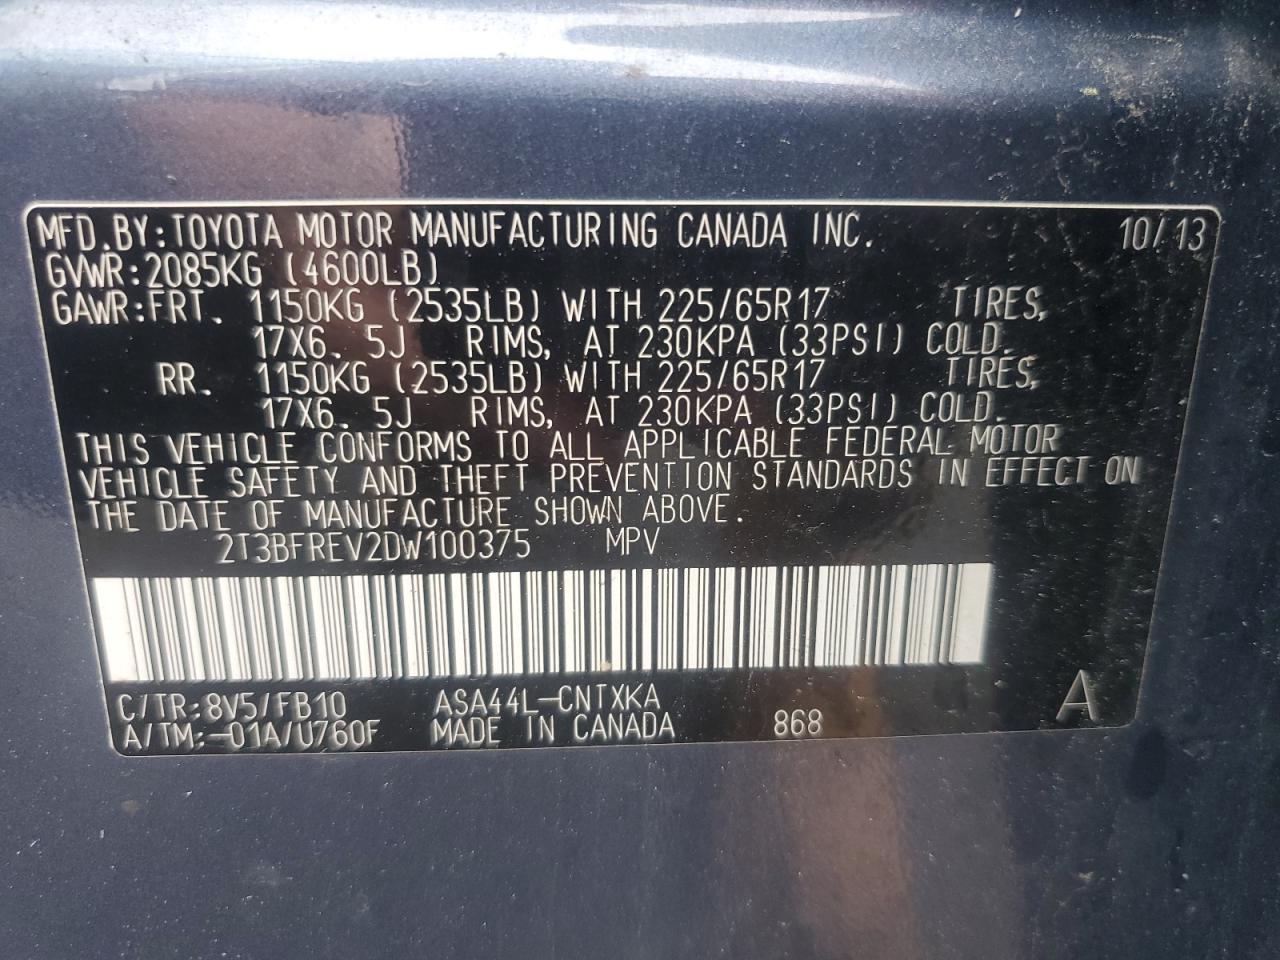 MFD.BY:TOYOTA MOTOR MANUFACTURING CANADA INC. 10/13
GVWR:2085KG (4600LB)
GAWR:FRT. 1150KG (2535LB) WITH 225/65R17 TIRES,
17X6. 5J RIMS, AT 230KPA (33PSI) COLD.
RR. 1150KG (2535LB) WITH 225/65R17 TIRES,
17X6. 5J RIMS, AT 230KPA (33PSI) COLD.
THIS VEHICLE CONFORMS TO ALL APPLICABLE FEDERAL MOTOR
VEHICLE SAFETY AND THEFT PREVENTION STANDARDS IN EFFECT ON
THE DATE OF MANUFACTURE SHOWN ABOVE.
2T3BFREV2DW100375 MPV
C/TR:8V5/FB10 ASA44L-CNTXKA A
A/TM:-01A/U760F MADE IN CANADA 868